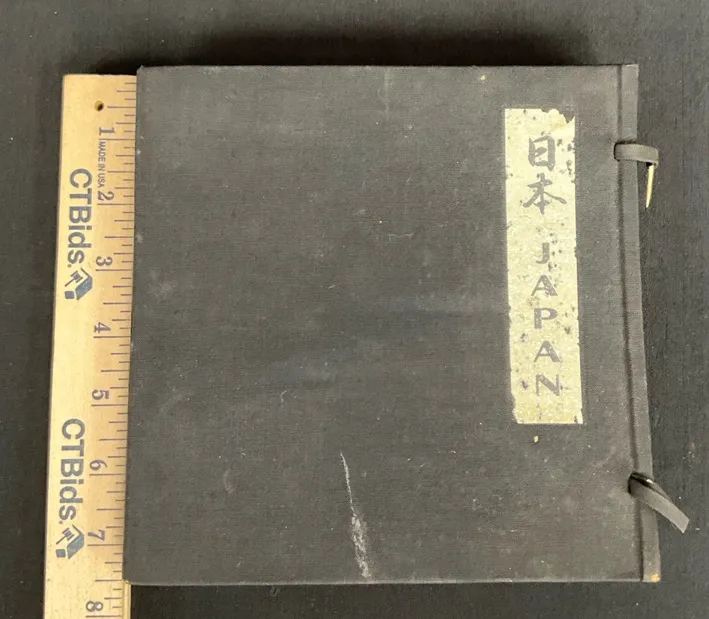 日本 JAPAN
1
MADE IN USA
2
CTBids.
3
4
5
CTBids.
6
7
8